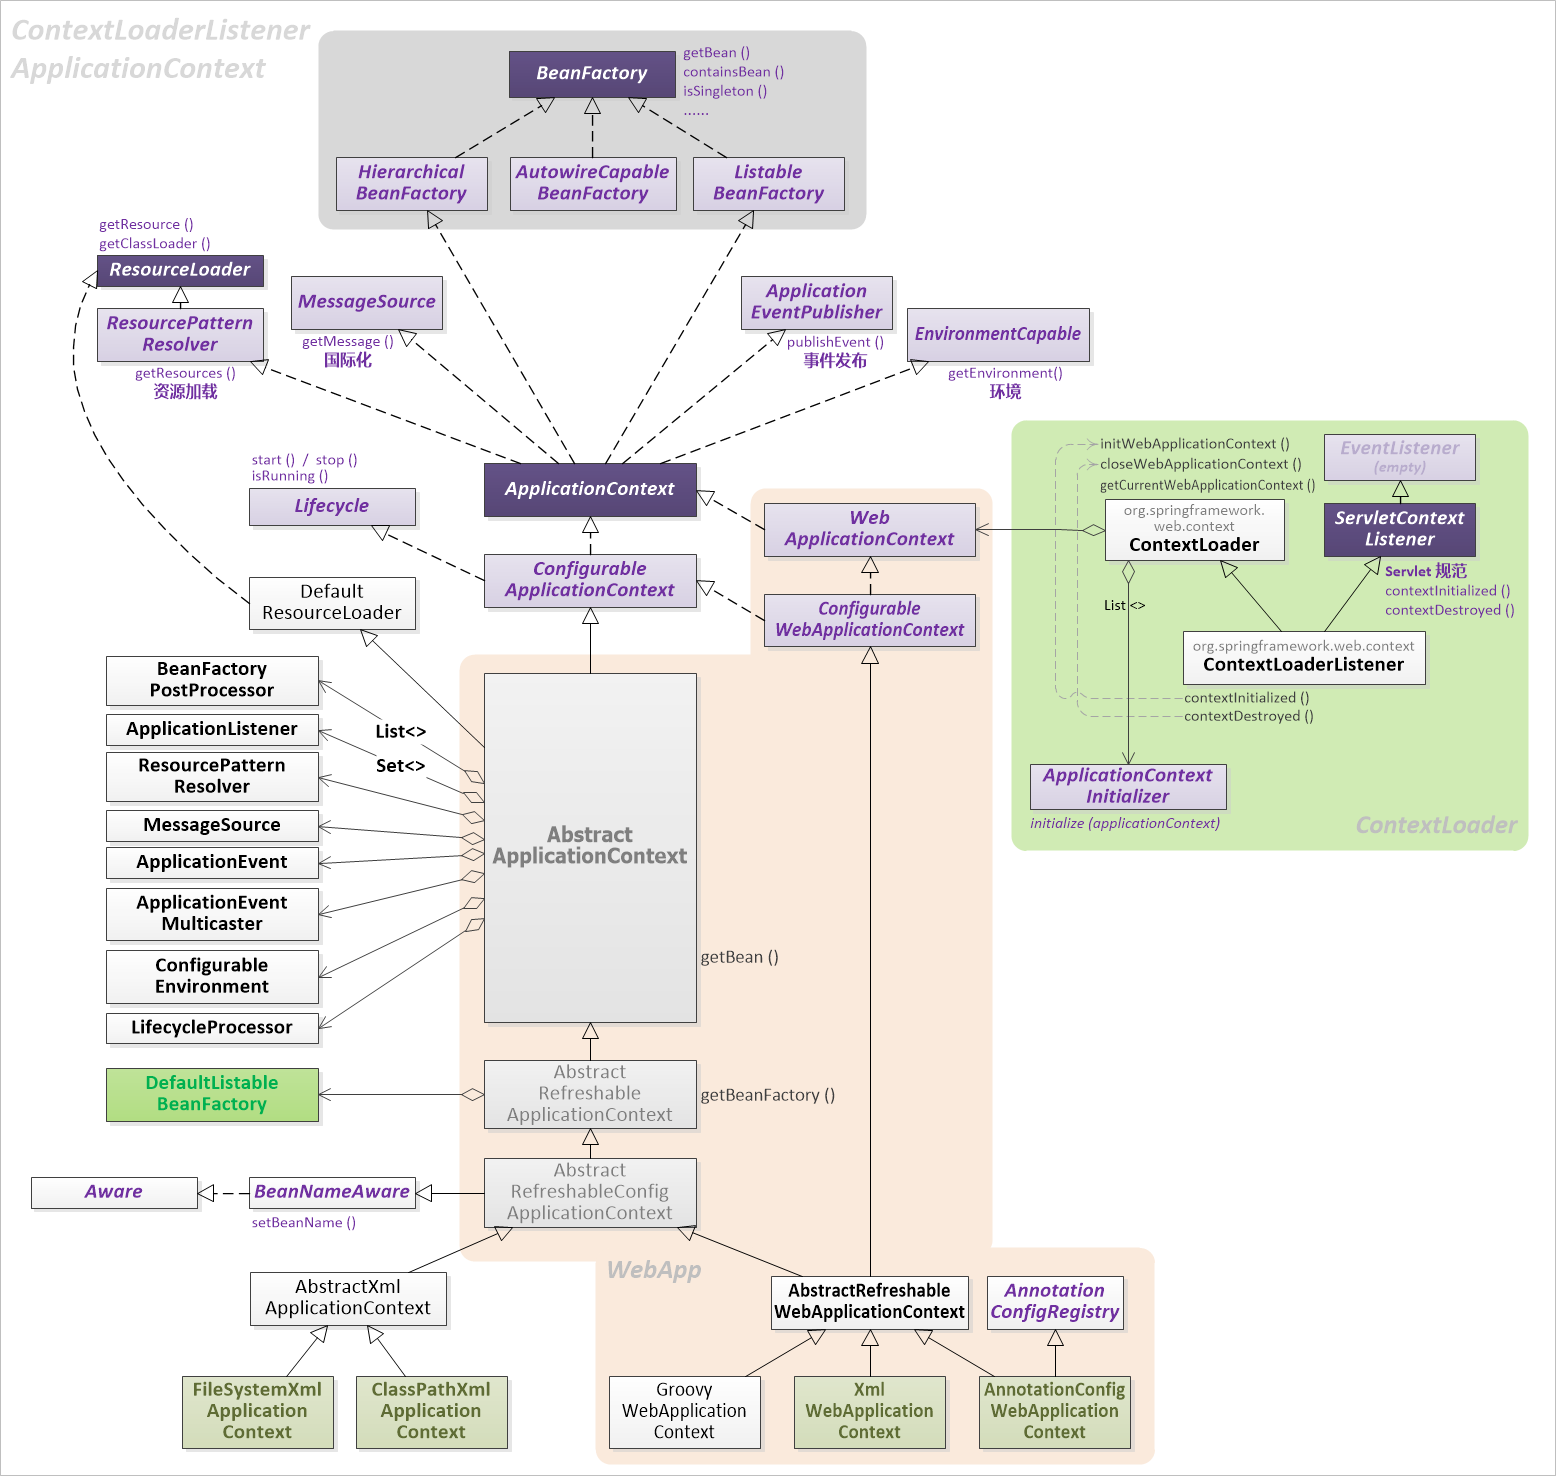 ContextLoaderListener
ApplicationContext
BeanFactory
getBean ()
containsBean ()
isSingleton ()
......
Hierarchical
BeanFactory
AutowireCapable
BeanFactory
Listable
BeanFactory
getResource ()
getClassLoader ()
ResourceLoader
ResourcePattern
Resolver
getResources ()
资源加载
MessageSource
getMessage ()
国际化
Application
EventPublisher
publishEvent ()
事件发布
EnvironmentCapable
getEnvironment()
环境
start () / stop ()
isRunning ()
Lifecycle
ApplicationContext
Configurable
ApplicationContext
Web
ApplicationContext
Configurable
WebApplicationContext
initWebApplicationContext ()
closeWebApplicationContext ()
getCurrentWebApplicationContext ()
org.springframework.
web.context
ContextLoader
EventListener
(empty)
ServletContext
Listener
Servlet 规范
contextInitialized ()
contextDestroyed ()
List <>
org.springframework.web.context
ContextLoaderListener
contextInitialized ()
contextDestroyed ()
ApplicationContext
Initializer
initialize (applicationContext)
ContextLoader
Default
ResourceLoader
BeanFactory
PostProcessor
List<>
ApplicationListener
Set<>
ResourcePattern
Resolver
MessageSource
ApplicationEvent
ApplicationEvent
Multicaster
Configurable
Environment
LifecycleProcessor
Abstract
ApplicationContext
getBean ()
DefaultListable
BeanFactory
Abstract
Refreshable
ApplicationContext
getBeanFactory ()
Aware
BeanNameAware
setBeanName ()
Abstract
RefreshableConfig
ApplicationContext
WebApp
AbstractXml
ApplicationContext
AbstractRefreshable
WebApplicationContext
Annotation
ConfigRegistry
FileSystemXml
Application
Context
ClassPathXml
Application
Context
Groovy
WebApplication
Context
Xml
WebApplication
Context
AnnotationConfig
WebApplication
Context